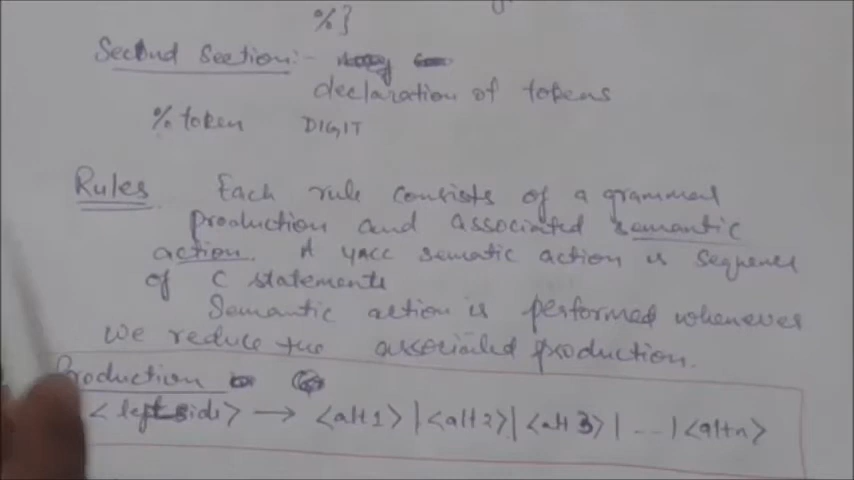 %}
Second Section:-
declaration of tokens
% token DIGIT
Rules Each rule consists of a grammer
production and associated semantic
action. A YACC sematic action is sequence
of C statements
Semantic action is performed whenever
we reduce the associated production.
Production
<left side> → <alt 1> | <alt 2> | <alt 3> | ... | <alt n>